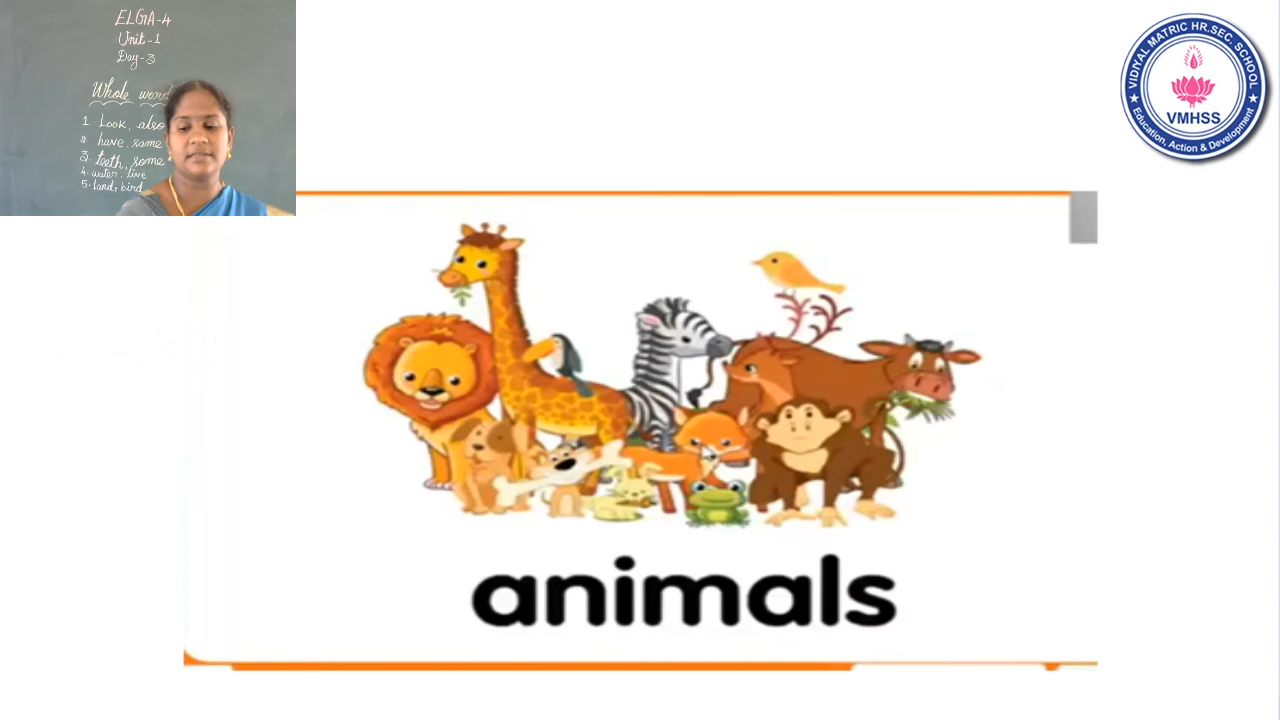 ELGA-4
Unit-1
Day-3
Whole word
1. Look, also
2. have, same
3. teeth, some
4. water, live
5. land, bird
VIDIYAL MATRIC HR.SEC. SCHOOL
VMHSS
Education, Action & Development
animals